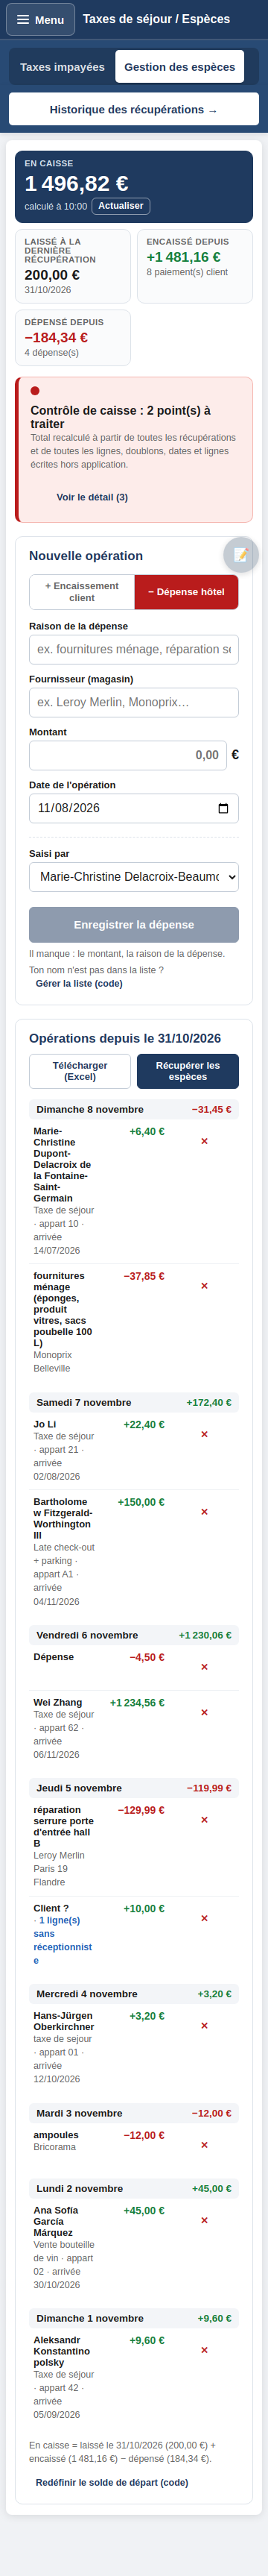 Menu
Taxes de séjour / Espèces
Taxes impayées
Gestion des espèces
Historique des récupérations →
EN CAISSE
1 496,82 €
calculé à 10:00
Actualiser
LAISSÉ À LA
DERNIÈRE
RÉCUPÉRATION
200,00 €
31/10/2026
ENCAISSÉ DEPUIS
+1 481,16 €
8 paiement(s) client
DÉPENSÉ DEPUIS
−184,34 €
4 dépense(s)
Contrôle de caisse : 2 point(s) à
traiter
Total recalculé à partir de toutes les récupérations
et de toutes les lignes, doublons, dates et lignes
écrites hors application.
Voir le détail (3)
Nouvelle opération
+ Encaissement
client
− Dépense hôtel
Raison de la dépense
ex. fournitures ménage, réparation se
Fournisseur (magasin)
ex. Leroy Merlin, Monoprix…
Montant
0,00 €
Date de l'opération
11/08/2026
Saisi par
Marie-Christine Delacroix-Beaumo
Enregistrer la dépense
Il manque : le montant, la raison de la dépense.
Ton nom n'est pas dans la liste ?
Gérer la liste (code)
Opérations depuis le 31/10/2026
Télécharger
(Excel)
Récupérer les
espèces
Dimanche 8 novembre −31,45 €
Marie-
Christine
Dupont-
Delacroix de
la Fontaine-
Saint-
Germain
+6,40 €
×
Taxe de séjour
· appart 10 ·
arrivée
14/07/2026
fournitures
ménage
(éponges,
produit
vitres, sacs
poubelle 100
L)
−37,85 €
×
Monoprix
Belleville
Samedi 7 novembre +172,40 €
Jo Li
+22,40 €
×
Taxe de séjour
· appart 21 ·
arrivée
02/08/2026
Bartholome
w Fitzgerald-
Worthington
III
+150,00 €
×
Late check-out
+ parking ·
appart A1 ·
arrivée
04/11/2026
Vendredi 6 novembre +1 230,06 €
Dépense
−4,50 €
×
Wei Zhang
+1 234,56 €
×
Taxe de séjour
· appart 62 ·
arrivée
06/11/2026
Jeudi 5 novembre −119,99 €
réparation
serrure porte
d'entrée hall
B
−129,99 €
×
Leroy Merlin
Paris 19
Flandre
Client ?
+10,00 €
×
· 1 ligne(s)
sans
réceptionnist
e
Mercredi 4 novembre +3,20 €
Hans-Jürgen
Oberkirchner
+3,20 €
×
taxe de sejour
· appart 01 ·
arrivée
12/10/2026
Mardi 3 novembre −12,00 €
ampoules
−12,00 €
×
Bricorama
Lundi 2 novembre +45,00 €
Ana Sofía
García
Márquez
+45,00 €
×
Vente bouteille
de vin · appart
02 · arrivée
30/10/2026
Dimanche 1 novembre +9,60 €
Aleksandr
Konstantino
polsky
+9,60 €
×
Taxe de séjour
· appart 42 ·
arrivée
05/09/2026
En caisse = laissé le 31/10/2026 (200,00 €) +
encaissé (1 481,16 €) − dépensé (184,34 €).
Redéfinir le solde de départ (code)